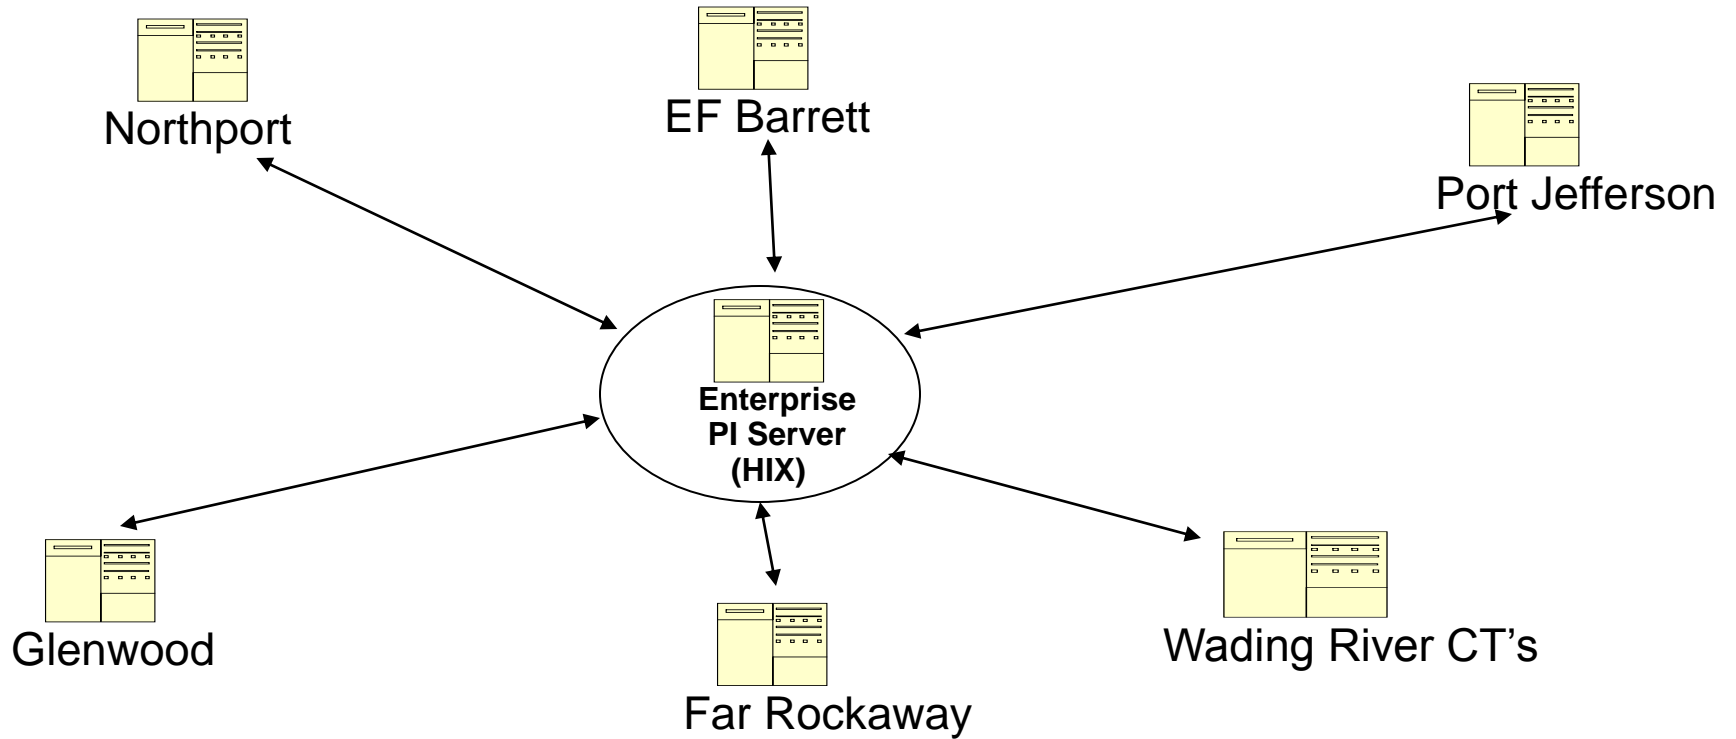 EF Barrett
Northport
Port Jefferson
Enterprise
PI Server
(HIX)
Glenwood
Wading River CT’s
Far Rockaway